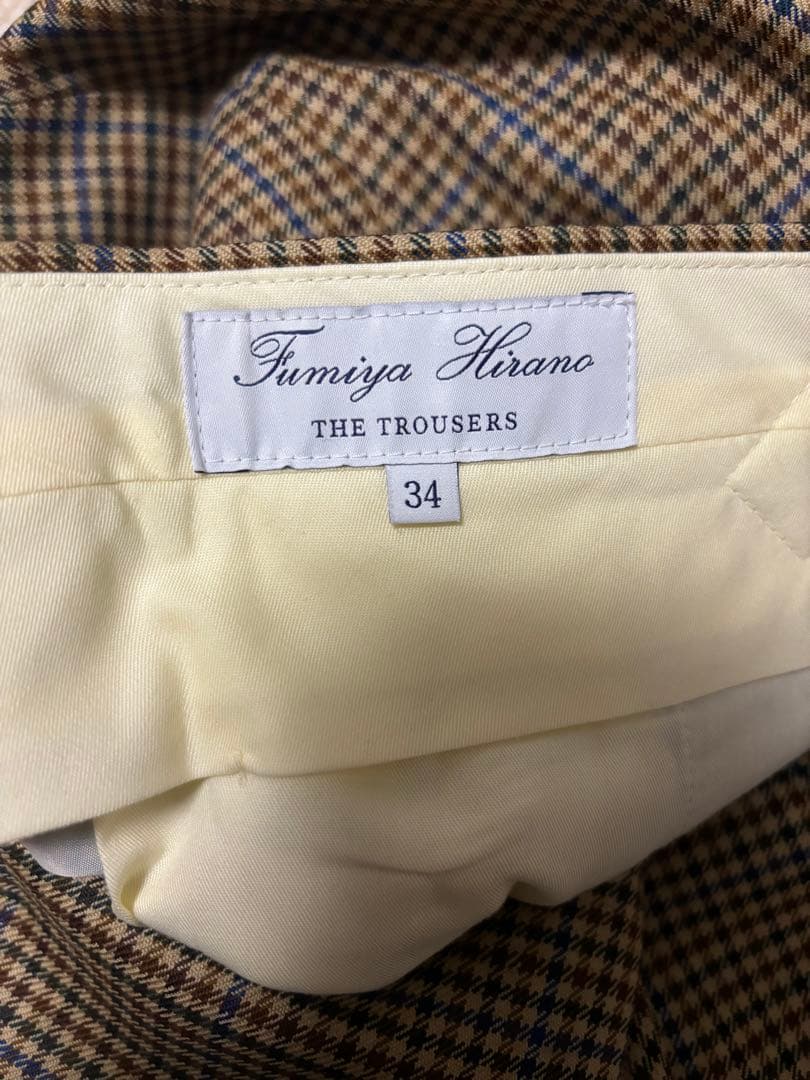 Fumiya Hirano
THE TROUSERS
34